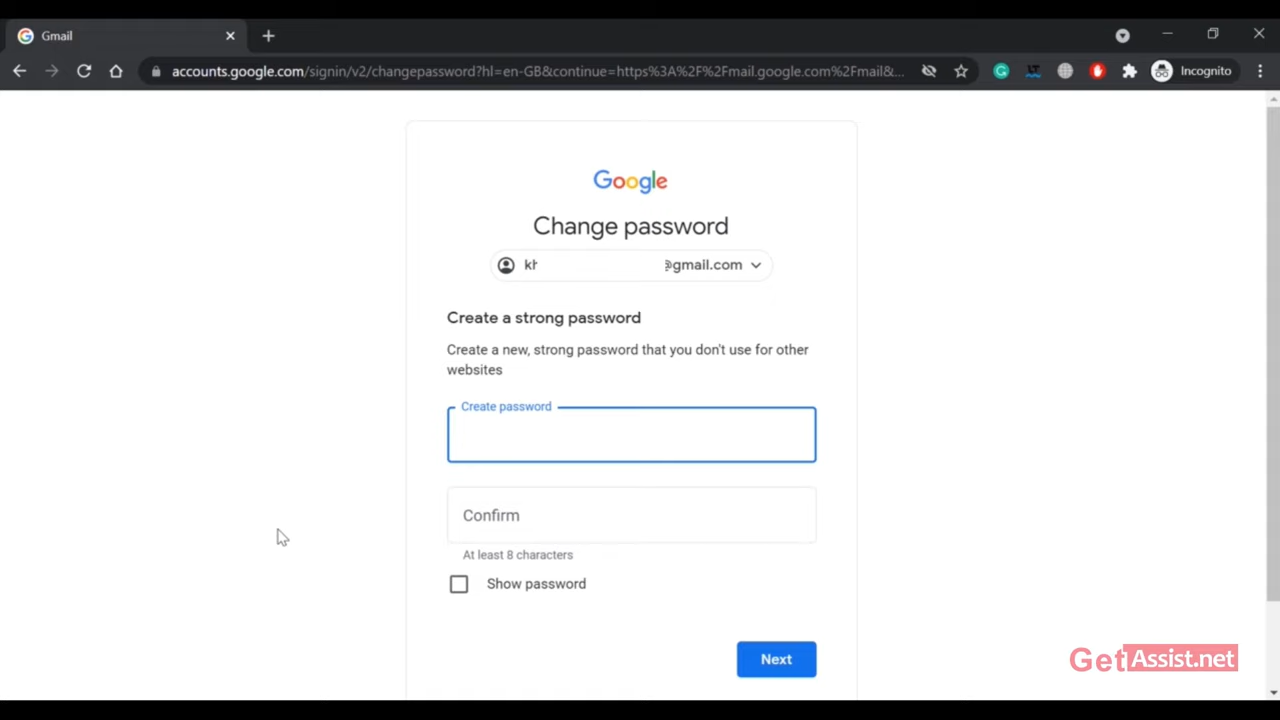 Gmail
accounts.google.com/signin/v2/changepassword?hl=en-GB&continue=https%3A%2F%2Fmail.google.com%2Fmail&...
Incognito
Google
Change password
kh @gmail.com
Create a strong password
Create a new, strong password that you don't use for other
websites
Create password
Confirm
At least 8 characters
Show password
Next
GetAssist.net